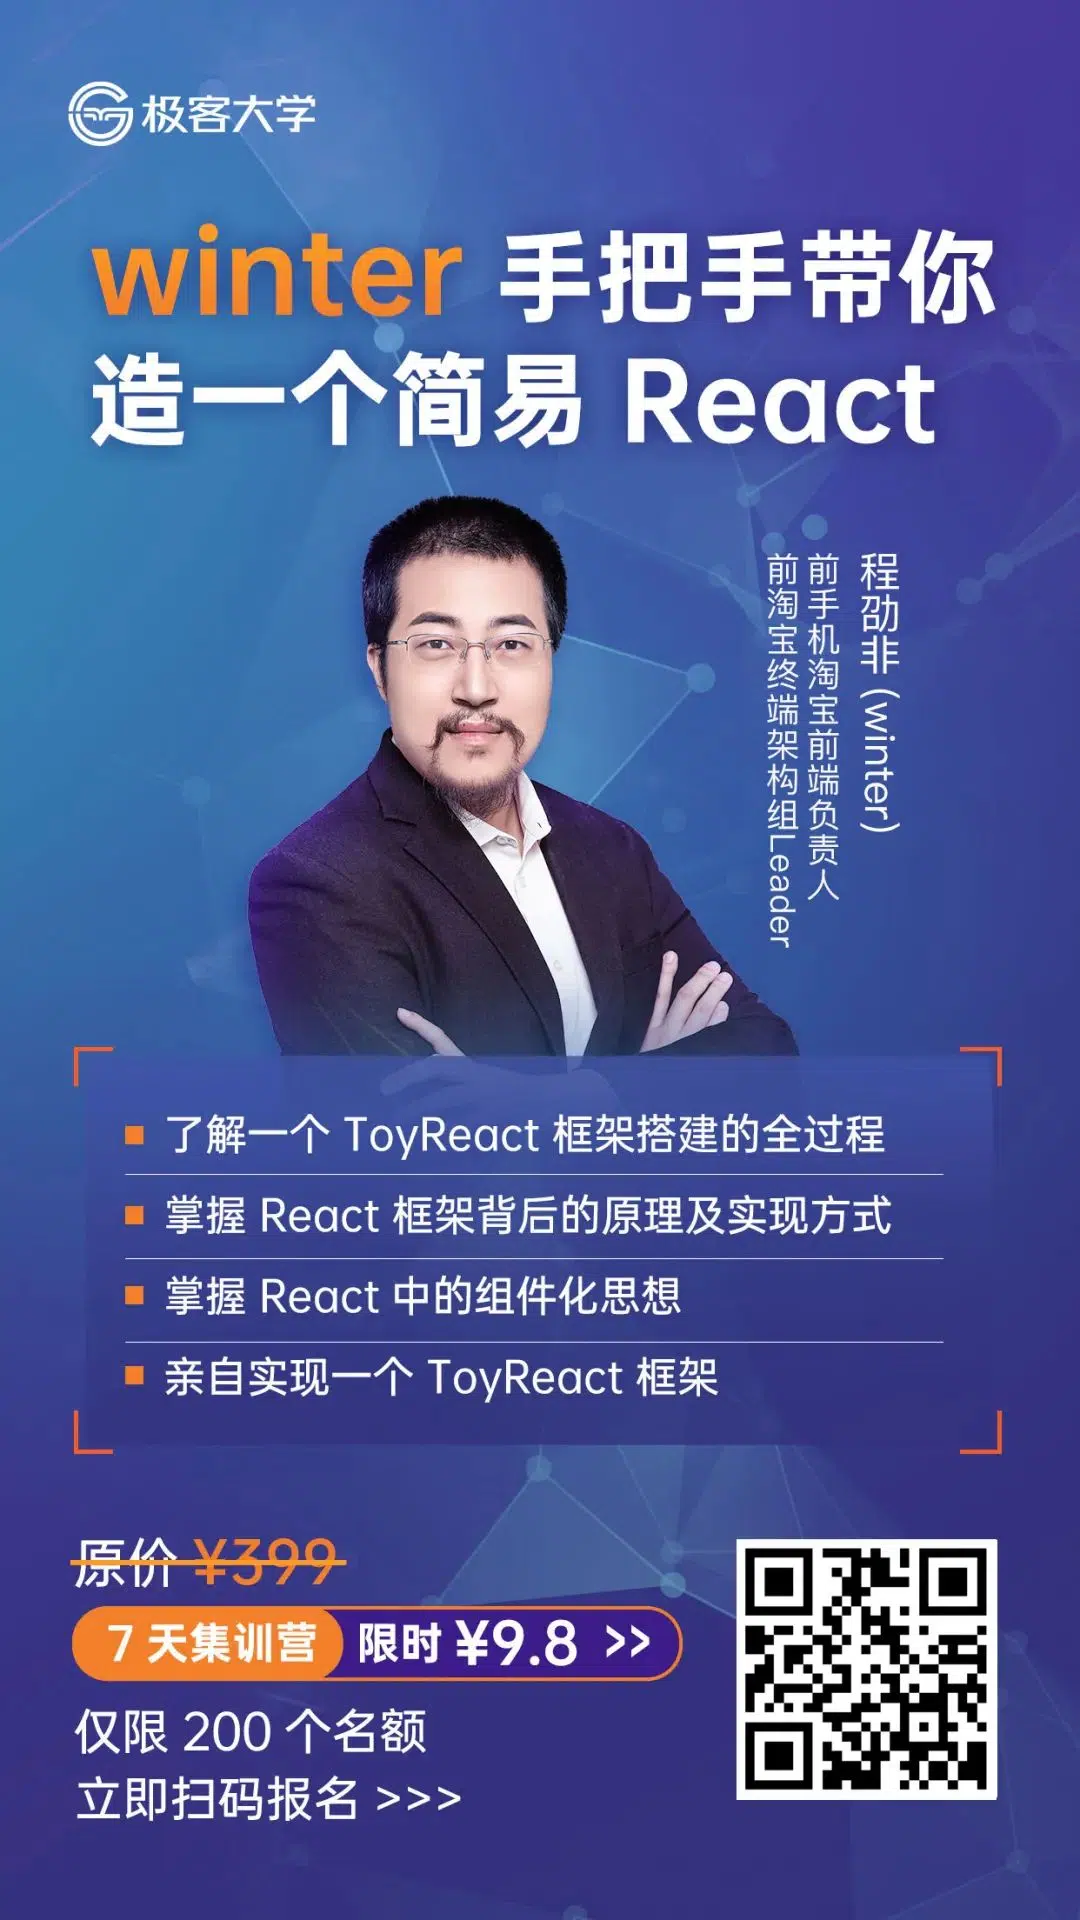 极客大学
winter 手把手带你
造一个简易 React
程劭非 (winter)
前手机淘宝前端负责人
前淘宝终端架构组Leader
了解一个 ToyReact 框架搭建的全过程
掌握 React 框架背后的原理及实现方式
掌握 React 中的组件化思想
亲自实现一个 ToyReact 框架
原价 ¥399
7 天集训营 限时 ¥9.8 >>
仅限 200 个名额
立即扫码报名 >>>